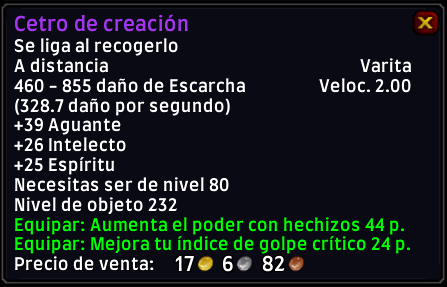 Cetro de creación
Se liga al recogerlo
A distancia Varita
460 - 855 daño de Escarcha Veloc. 2.00
(328.7 daño por segundo)
+39 Aguante
+26 Intelecto
+25 Espíritu
Necesitas ser de nivel 80
Nivel de objeto 232
Equipar: Aumenta el poder con hechizos 44 p.
Equipar: Mejora tu índice de golpe crítico 24 p.
Precio de venta: 17 6 82